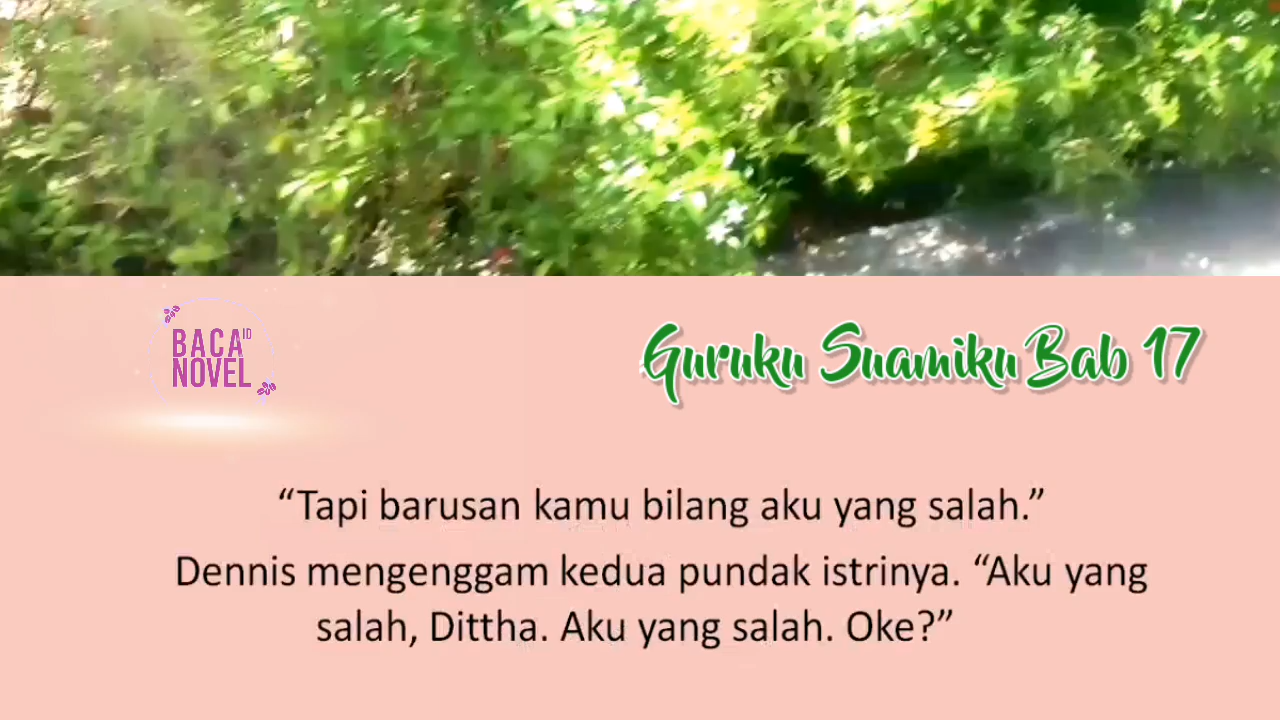 BACA ID
NOVEL
Guruku Suamiku Bab 17
“Tapi barusan kamu bilang aku yang salah.”
Dennis mengenggam kedua pundak istrinya. “Aku yang
salah, Dittha. Aku yang salah. Oke?”